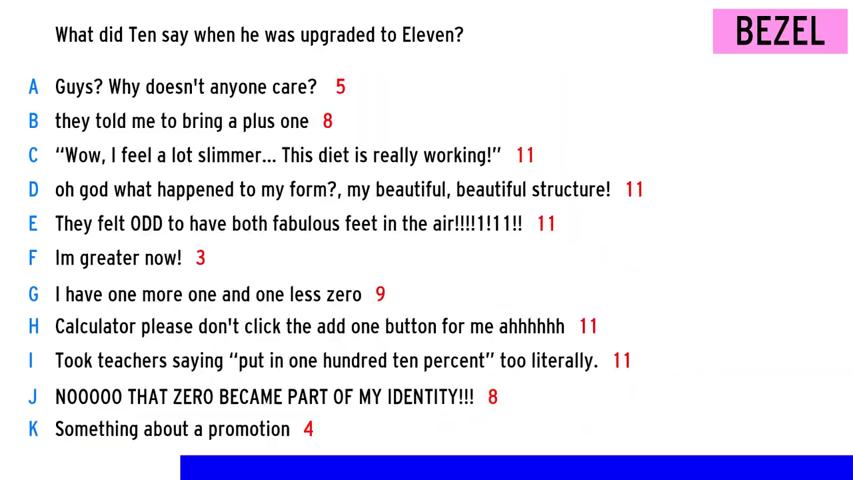 What did Ten say when he was upgraded to Eleven?
BEZEL
A Guys? Why doesn't anyone care? 5
B they told me to bring a plus one 8
C “Wow, I feel a lot slimmer... This diet is really working!” 11
D oh god what happened to my form?, my beautiful, beautiful structure! 11
E They felt ODD to have both fabulous feet in the air!!!!1!11!! 11
F Im greater now! 3
G I have one more one and one less zero 9
H Calculator please don't click the add one button for me ahhhhhh 11
I Took teachers saying “put in one hundred ten percent” too literally. 11
J NOOOOO THAT ZERO BECAME PART OF MY IDENTITY!!! 8
K Something about a promotion 4